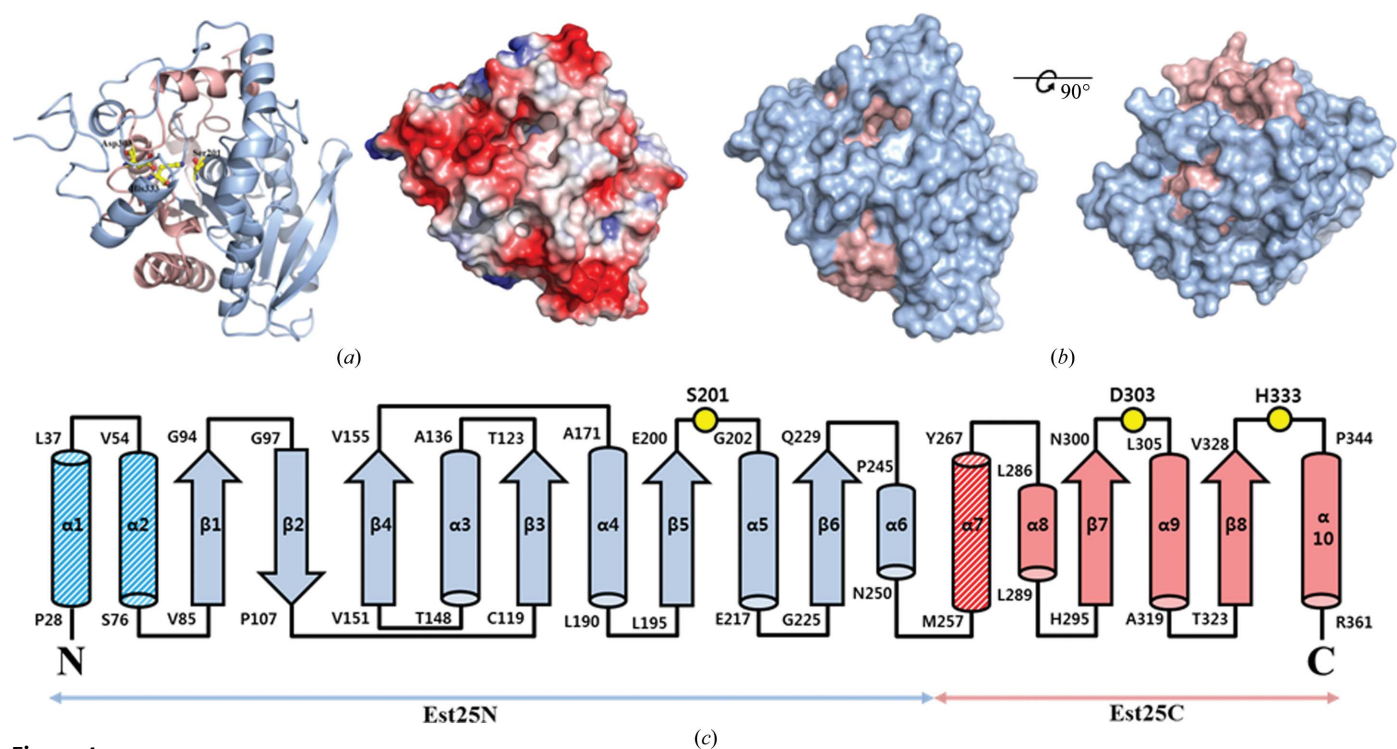 Asp303 Ser201
His333
90°
(a) (b)
S201 D303 H333
L37 V54 G94 G97 V155 A136 T123 A171 E200 G202 Q229 P245 Y267 L286 N300 L305 V328 P344
α1 α2 β1 β2 β4 α3 β3 α4 β5 α5 β6 α6 α7 α8 β7 α9 β8 α
10
P28 S76 V85 P107 V151 T148 C119 L190 L195 E217 G225 N250 M257 L289 H295 A319 T323 R361
N C
Est25N Est25C
(c)